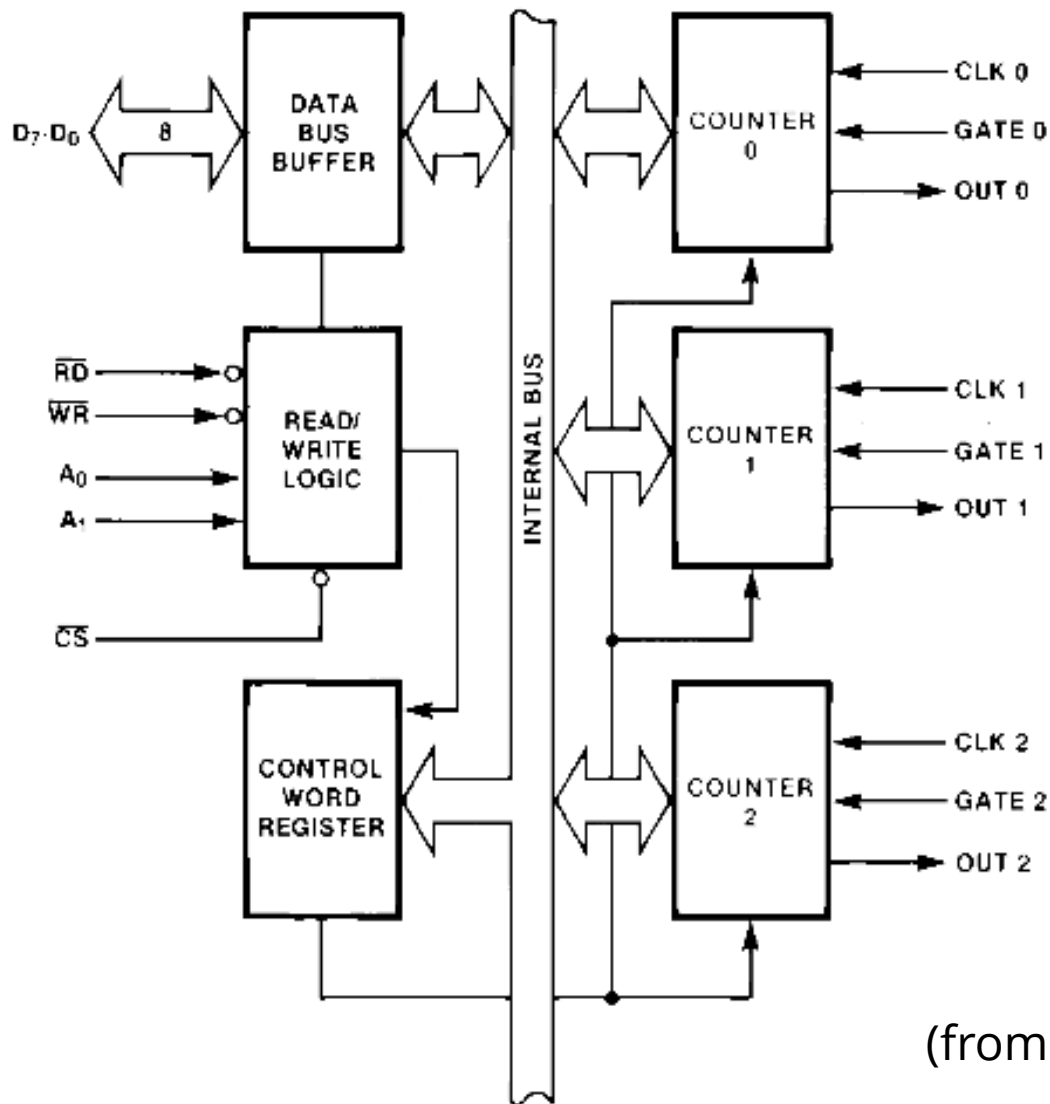 D7-D0
8
DATA
BUS
BUFFER
COUNTER
0
CLK 0
GATE 0
OUT 0
RD
WR
A0
A1
CS
READ/
WRITE
LOGIC
INTERNAL BUS
COUNTER
1
CLK 1
GATE 1
OUT 1
CONTROL
WORD
REGISTER
COUNTER
2
CLK 2
GATE 2
OUT 2
(from